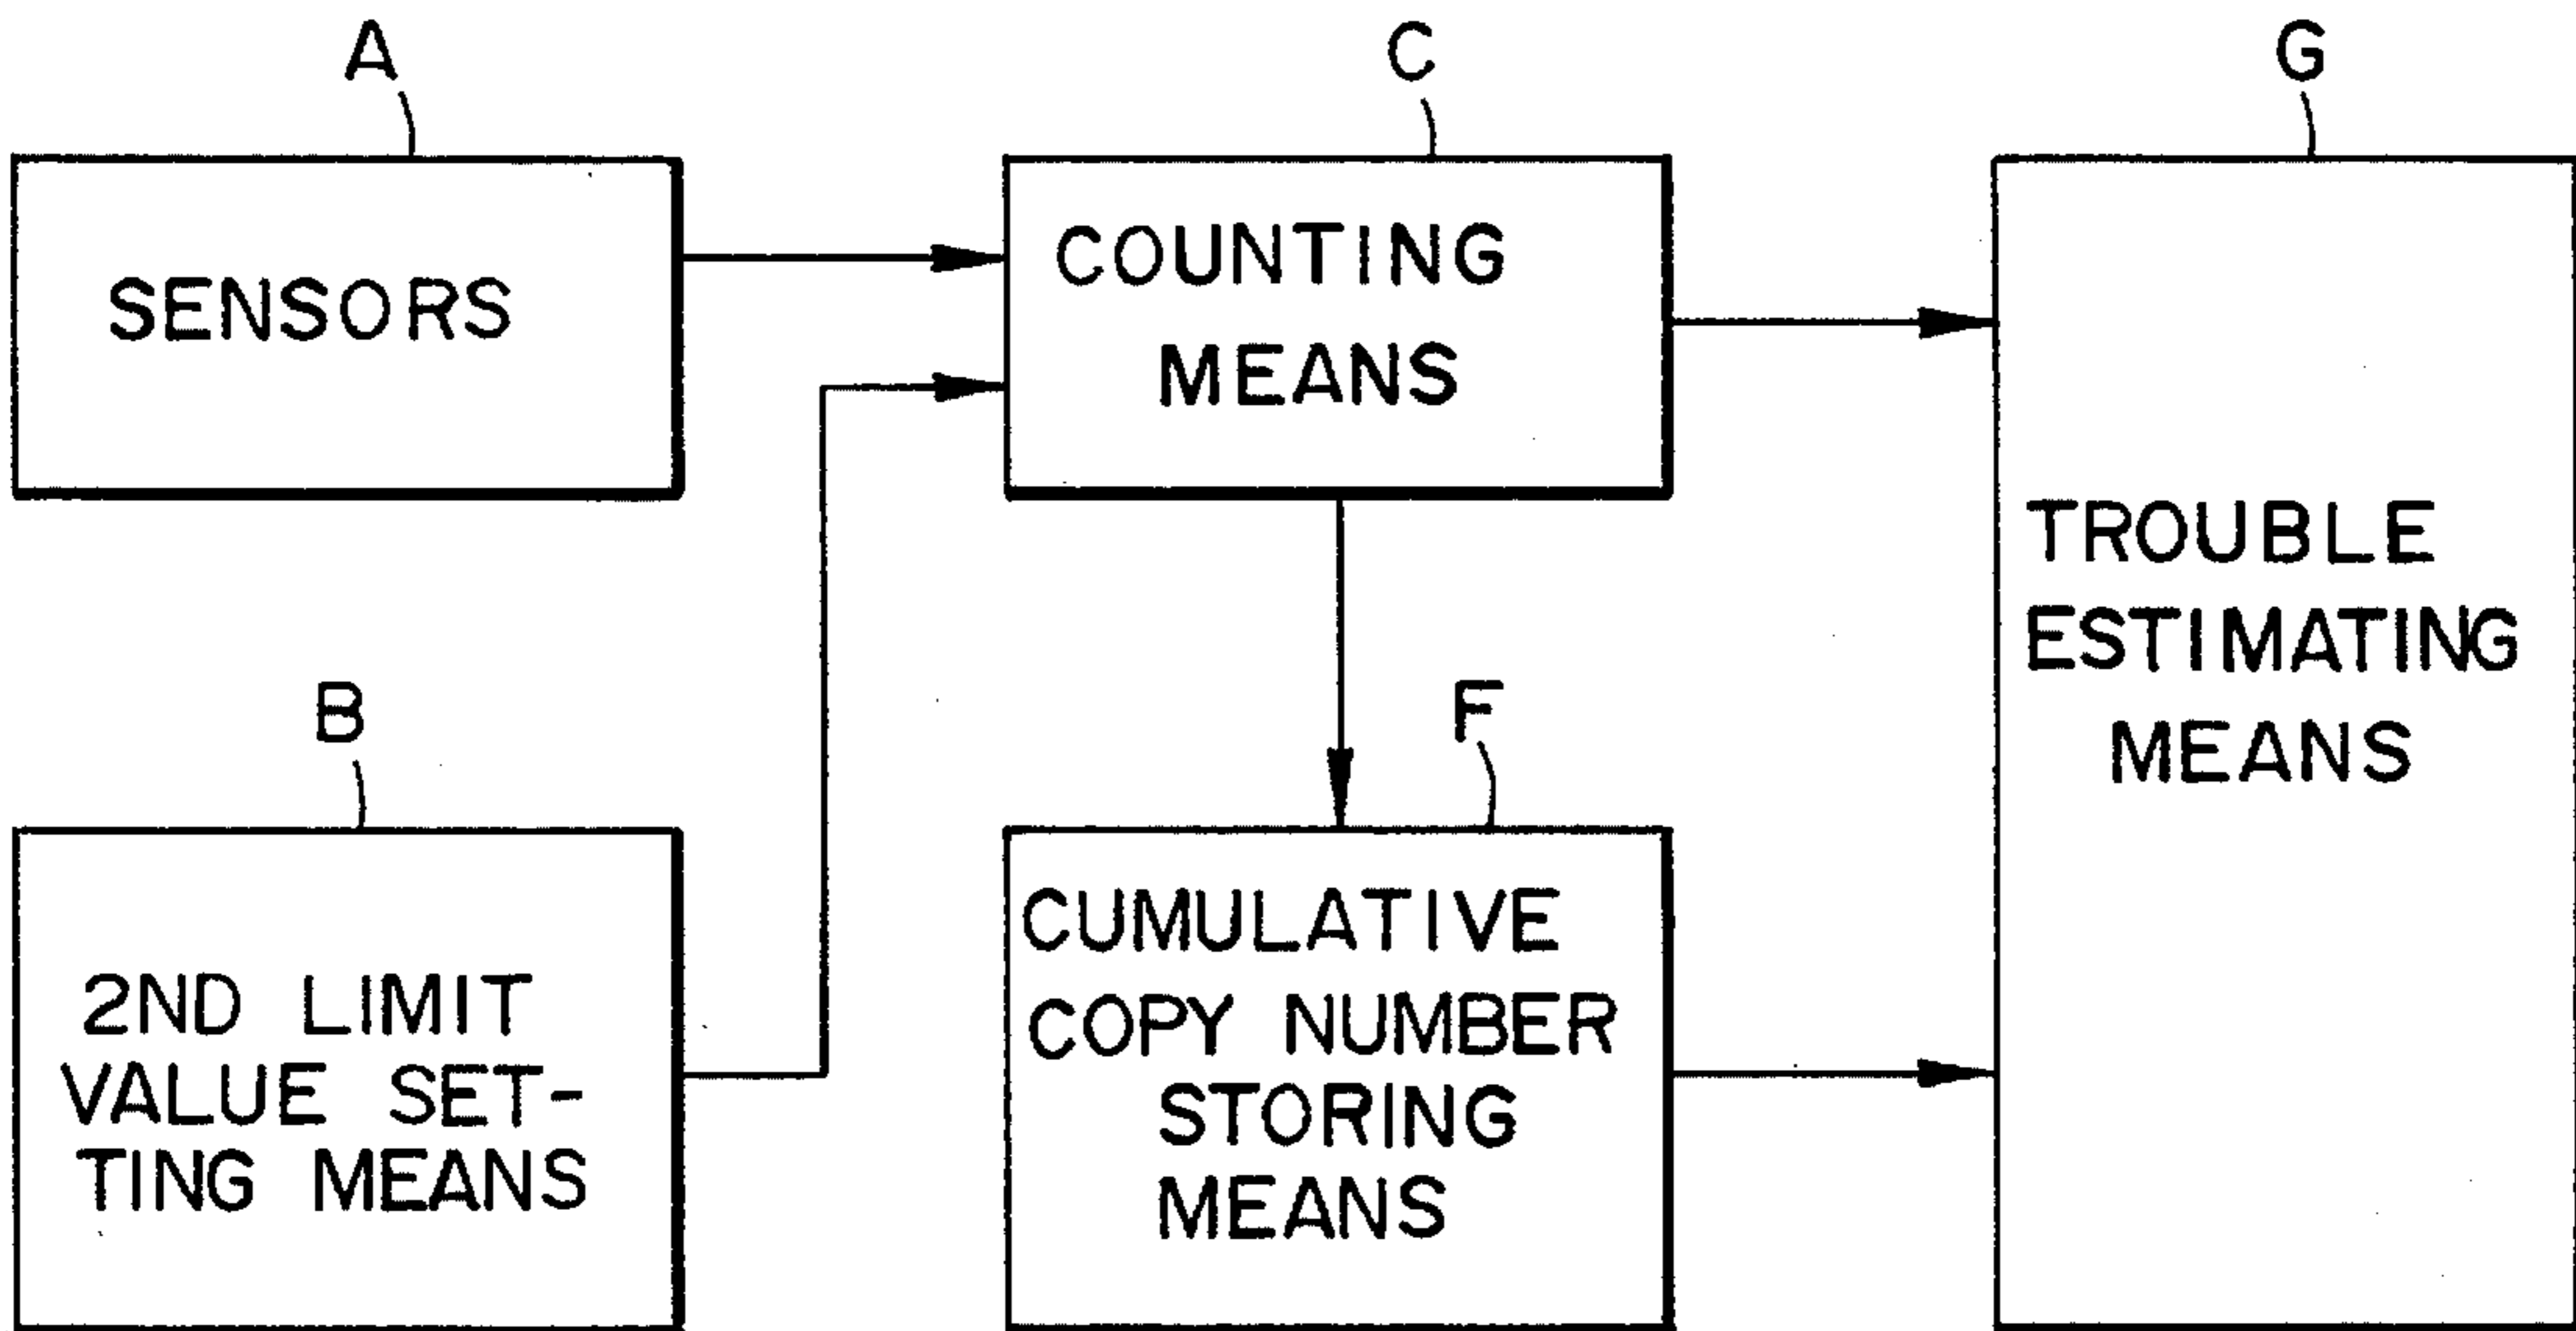 A
SENSORS
B
2ND LIMIT
VALUE SET-
TING MEANS
C
COUNTING
MEANS
F
CUMULATIVE
COPY NUMBER
STORING
MEANS
G
TROUBLE
ESTIMATING
MEANS